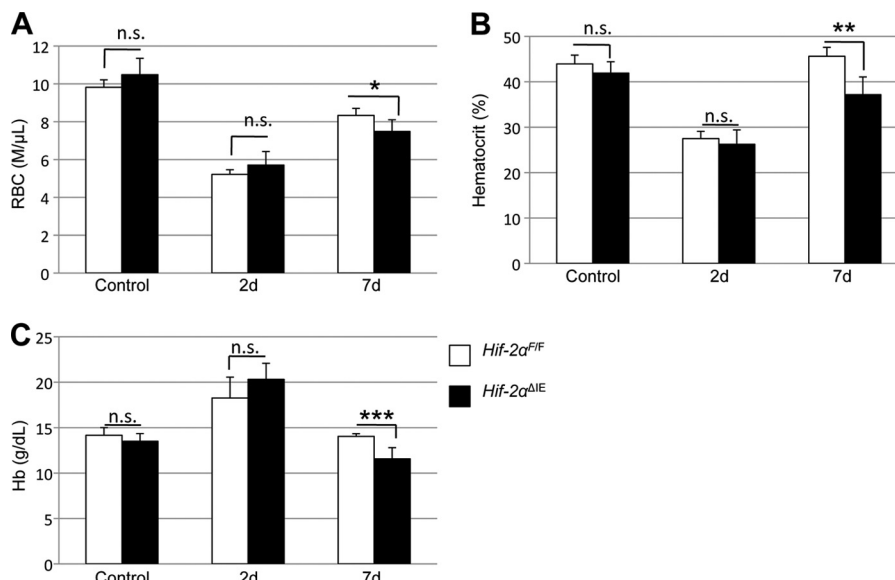 A
n.s.
n.s.
*
12
10
8
6
4
2
0
RBC (M/μL)
Control 2d 7d
B
n.s.
n.s.
**
50
40
30
20
10
0
Hematocrit (%)
Control 2d 7d
C
n.s.
n.s.
***
25
20
15
10
5
0
Hb (g/dL)
Control 2d 7d
Hif-2α^F/F
Hif-2α^ΔIE